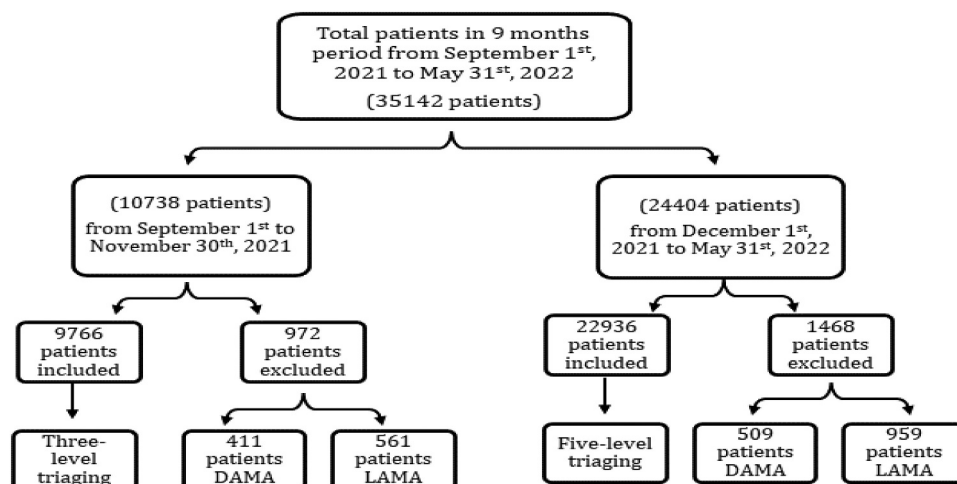 Total patients in 9 months
period from September 1st,
2021 to May 31st, 2022
(35142 patients)
(10738 patients)
from September 1st to
November 30th, 2021
(24404 patients)
from December 1st,
2021 to May 31st, 2022
9766
patients
included
972
patients
excluded
22936
patients
included
1468
patients
excluded
Three-
level
triaging
411
patients
DAMA
561
patients
LAMA
Five-level
triaging
509
patients
DAMA
959
patients
LAMA